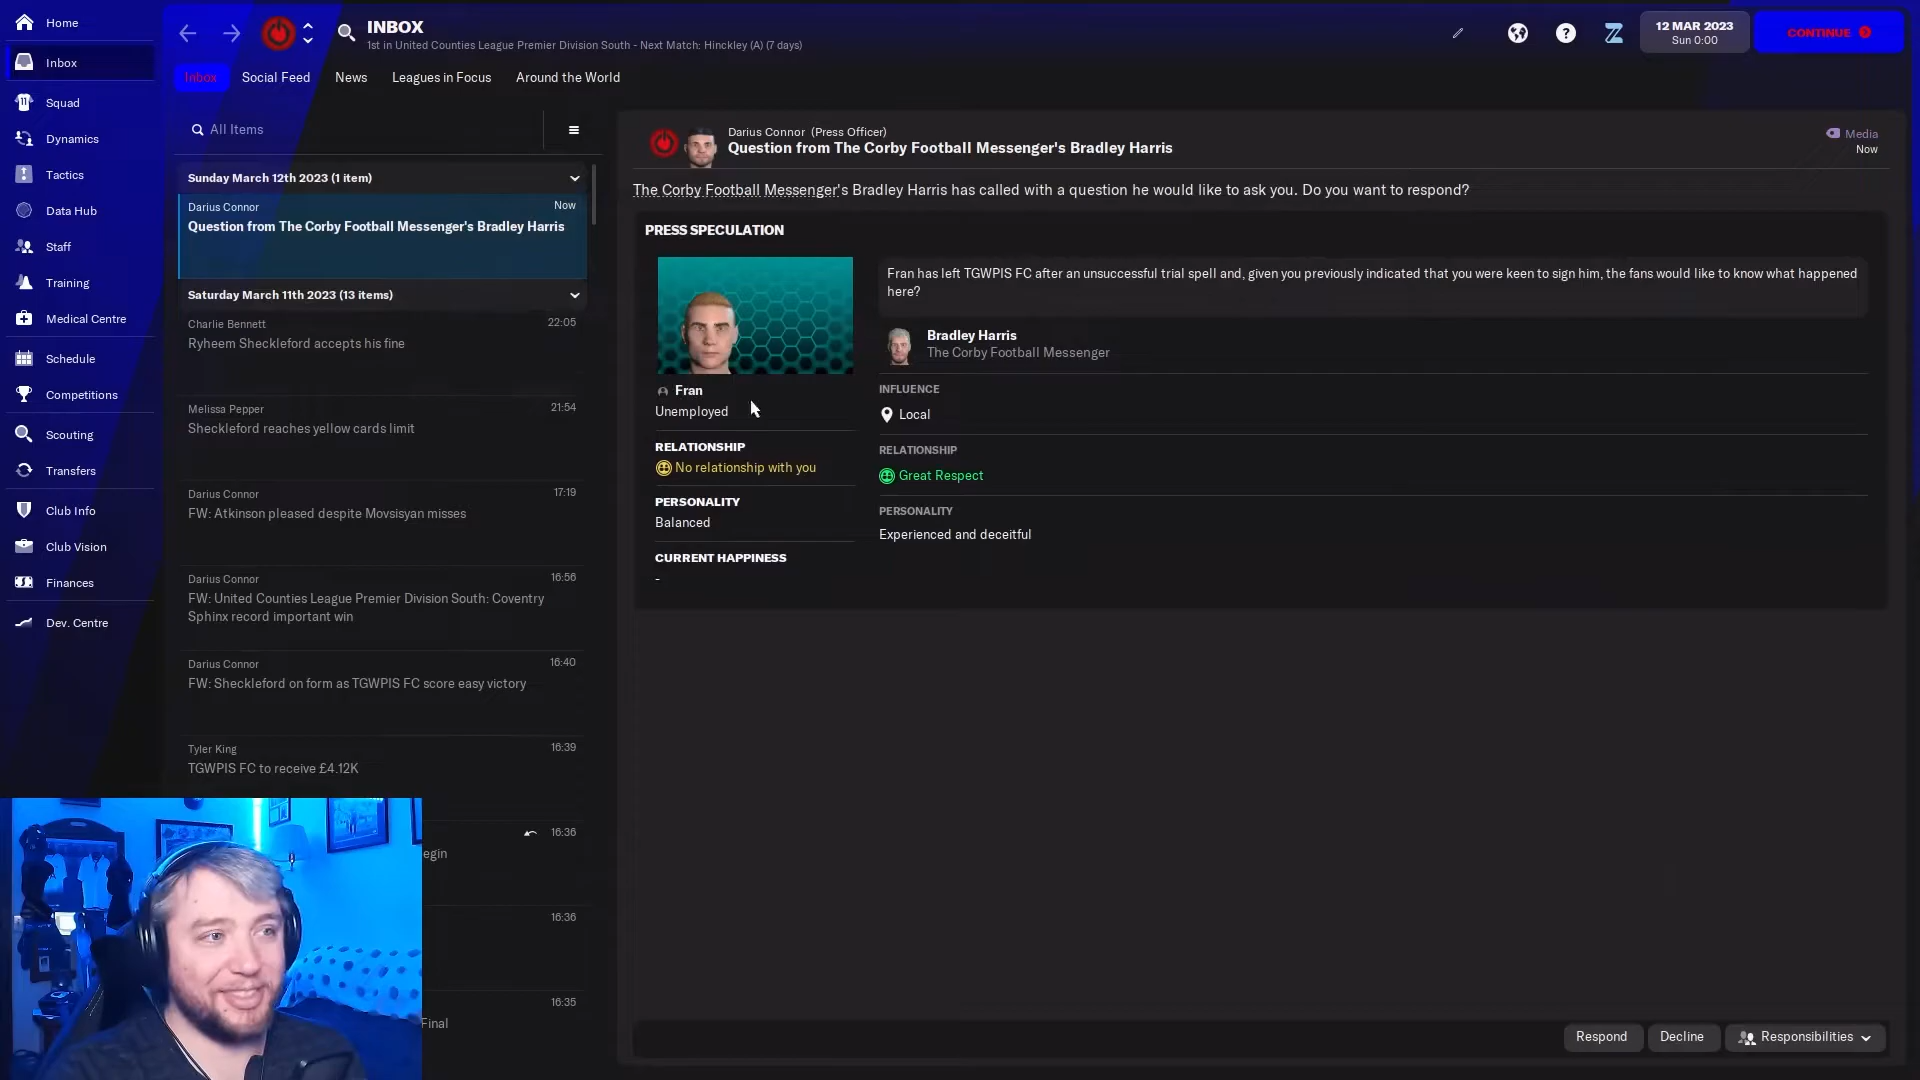 Home
Inbox
Squad
Dynamics
Tactics
Data Hub
Staff
Training
Medical Centre
Schedule
Competitions
Scouting
Transfers
Club Info
Club Vision
Finances
Dev. Centre
INBOX
1st in United Counties League Premier Division South - Next Match: Hinckley (A) (7 days)
12 MAR 2023
Sun 0:00
CONTINUE
Inbox
Social Feed
News
Leagues in Focus
Around the World
All Items
Sunday March 12th 2023 (1 item)
Darius Connor
Now
Question from The Corby Football Messenger's Bradley Harris
Saturday March 11th 2023 (13 items)
Charlie Bennett
22:05
Ryheem Sheckleford accepts his fine
Melissa Pepper
21:54
Sheckleford reaches yellow cards limit
Darius Connor
17:19
FW: Atkinson pleased despite Movsisyan misses
Darius Connor
16:56
FW: United Counties League Premier Division South: Coventry
Sphinx record important win
Darius Connor
16:40
FW: Sheckleford on form as TGWPIS FC score easy victory
Tyler King
16:39
TGWPIS FC to receive £4.12K
16:36
egin
16:36
16:35
Final
Darius Connor (Press Officer)
Question from The Corby Football Messenger's Bradley Harris
Media
Now
The Corby Football Messenger's Bradley Harris has called with a question he would like to ask you. Do you want to respond?
PRESS SPECULATION
Fran
Unemployed
RELATIONSHIP
No relationship with you
PERSONALITY
Balanced
CURRENT HAPPINESS
-
Fran has left TGWPIS FC after an unsuccessful trial spell and, given you previously indicated that you were keen to sign him, the fans would like to know what happened
here?
Bradley Harris
The Corby Football Messenger
INFLUENCE
Local
RELATIONSHIP
Great Respect
PERSONALITY
Experienced and deceitful
Respond
Decline
Responsibilities